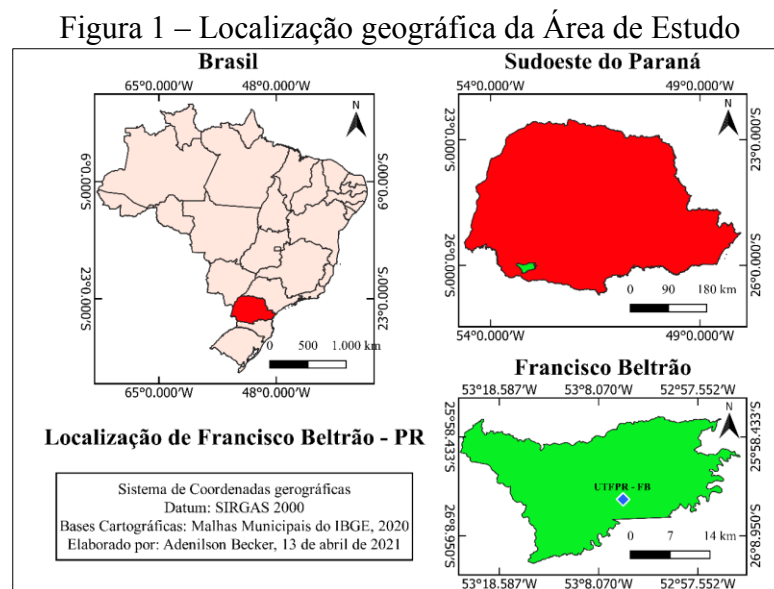 Figura 1 – Localização geográfica da Área de Estudo
Brasil
65°0.000'W 48°0.000'W
N
6°0.000'S 6°0.000'S
23°0.000'S 23°0.000'S
0 500 1.000 km
65°0.000'W 48°0.000'W
Sudoeste do Paraná
54°0.000'W 49°0.000'W
N
23°0.000'S 23°0.000'S
26°0.000'S 26°0.000'S
0 90 180 km
54°0.000'W 49°0.000'W
Francisco Beltrão
53°18.587'W 53°8.070'W 52°57.552'W
N
25°58.433'S 25°58.433'S
UTFPR - FB
26°8.950'S 26°8.950'S
0 7 14 km
53°18.587'W 53°8.070'W 52°57.552'W
Localização de Francisco Beltrão - PR
Sistema de Coordenadas gerográficas
Datum: SIRGAS 2000
Bases Cartográficas: Malhas Municipais do IBGE, 2020
Elaborado por: Adenilson Becker, 13 de abril de 2021